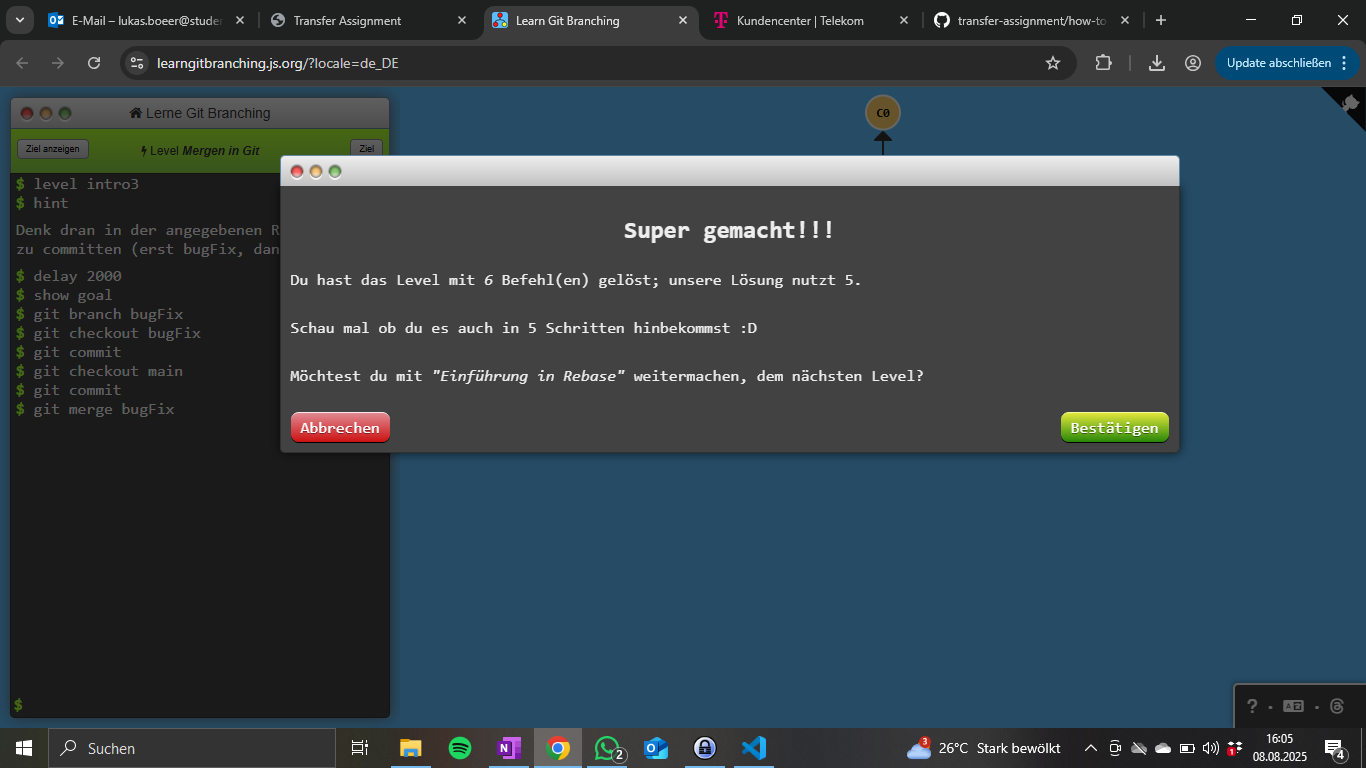 E-Mail – lukas.boeer@studen
Transfer Assignment
Learn Git Branching
Kundencenter | Telekom
transfer-assignment/how-to
learngitbranching.js.org/?locale=de_DE
Update abschließen
Lerne Git Branching
Ziel anzeigen
Level Mergen in Git
Ziel
C0
$ level intro3
$ hint
Denk dran in der angegebenen R
zu committen (erst bugFix, dan
$ delay 2000
$ show goal
$ git branch bugFix
$ git checkout bugFix
$ git commit
$ git checkout main
$ git commit
$ git merge bugFix
$
Super gemacht!!!
Du hast das Level mit 6 Befehl(en) gelöst; unsere Lösung nutzt 5.
Schau mal ob du es auch in 5 Schritten hinbekommst :D
Möchtest du mit "Einführung in Rebase" weitermachen, dem nächsten Level?
Abbrechen
Bestätigen
Suchen
2
3
26°C Stark bewölkt
1
16:05
08.08.2025
4